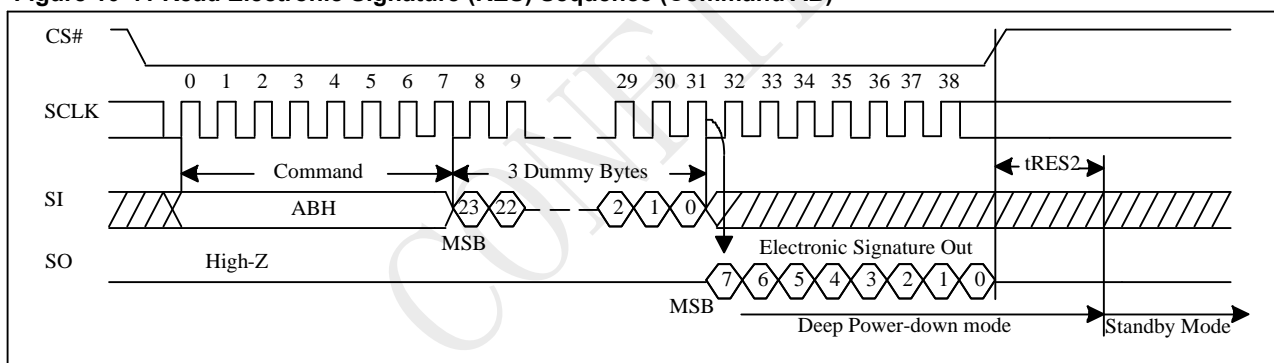 Figure 10-11 Read Electronic Signature (RES) Sequence (Command AB)
CS#
0 1 2 3 4 5 6 7 8 9 29 30 31 32 33 34 35 36 37 38
SCLK
Command 3 Dummy Bytes tRES2
SI ABH 23 22 2 1 0
MSB
Electronic Signature Out
SO High-Z
7 6 5 4 3 2 1 0
MSB
Deep Power-down mode Standby Mode